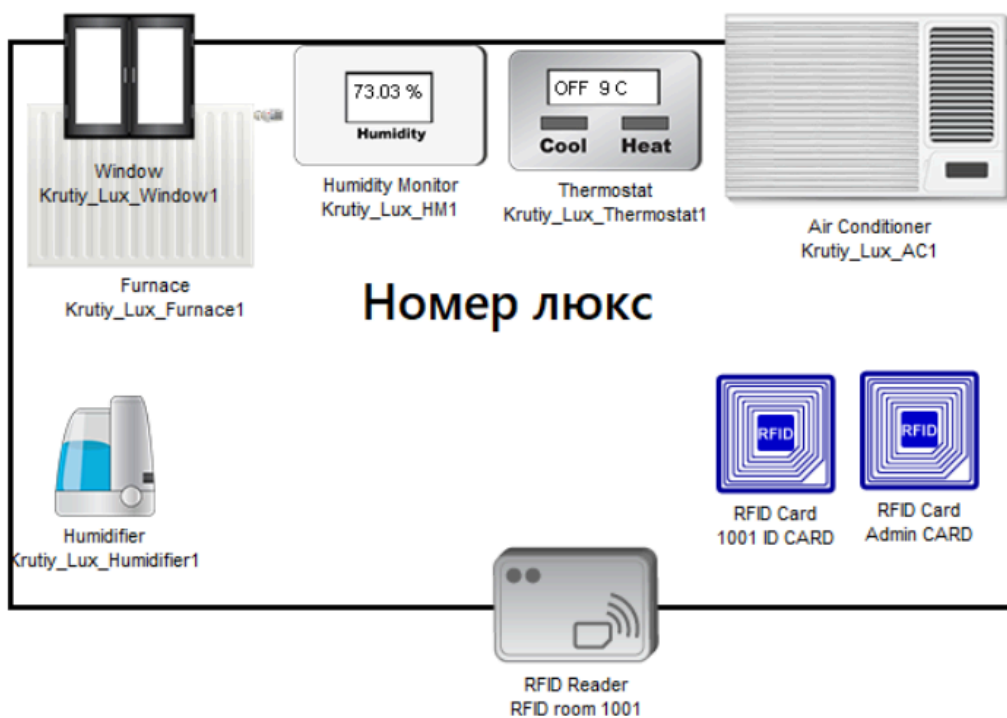 73.03 %
Humidity
OFF 9 C
Cool Heat
Window
Krutiy_Lux_Window1
Humidity Monitor
Krutiy_Lux_HM1
Thermostat
Krutiy_Lux_Thermostat1
Air Conditioner
Krutiy_Lux_AC1
Furnace
Krutiy_Lux_Furnace1
Номер люкс
RFID
RFID
RFID Card
1001 ID CARD
RFID Card
Admin CARD
Humidifier
Krutiy_Lux_Humidifier1
RFID Reader
RFID room 1001